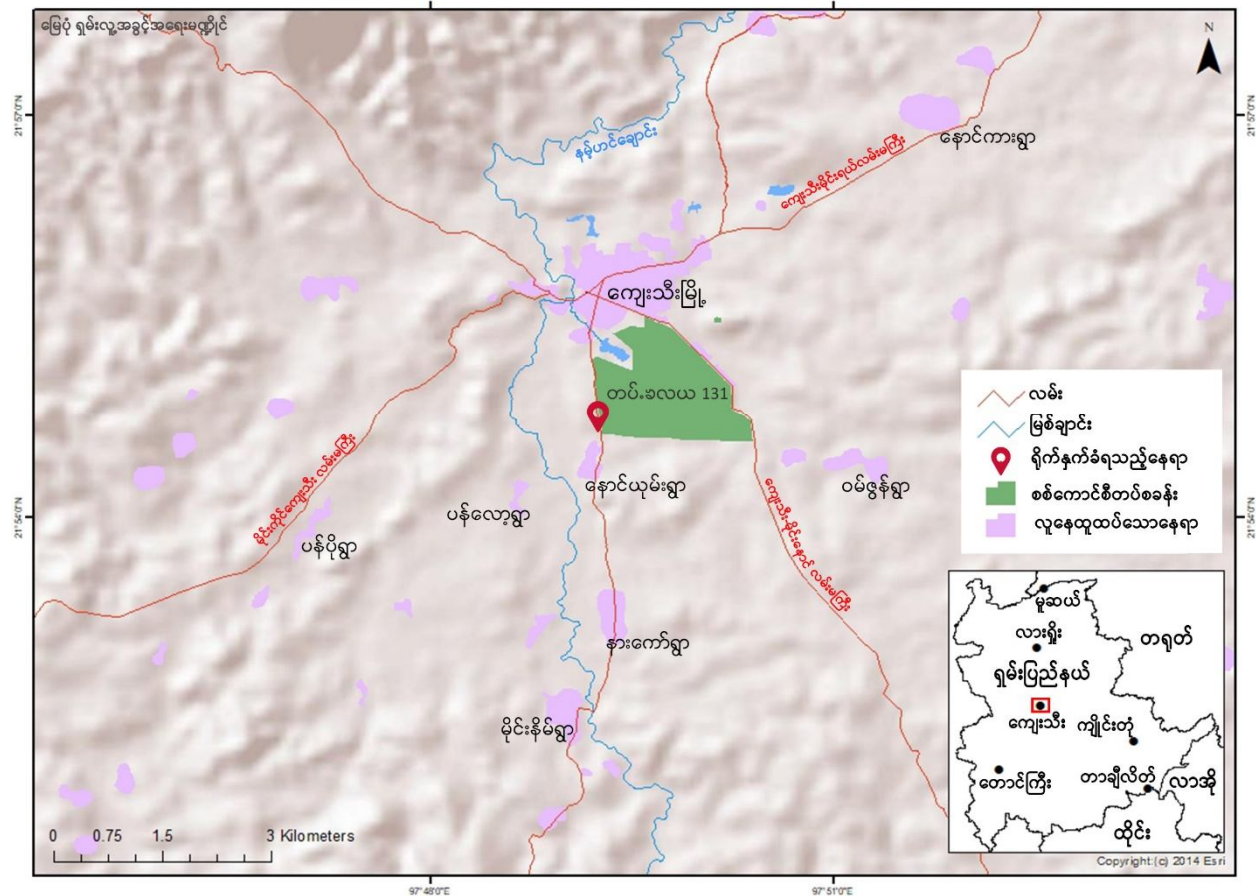 မြေပုံ ရှမ်းလူ့အခွင့်အရေးမဏ္ဍိုင်
N
21°57'0"N
21°57'0"N
နမ့်ဟင်ချောင်း
နောင်ကားရွာ
ကျေးသီးမိုင်းရယ်လမ်းမကြီး
ကျေးသီးမြို့
တပ်.ခလယ 131
နောင်ယုမ်းရွာ
ဝမ်ဇွန်ရွာ
ပန်လော့ရွာ
မိုင်းကိုင်ကျေးသီး လမ်းမကြီး
ပန်ပိုရွာ
ကျေးသီး-မိုင်းနောင် လမ်းမကြီး
21°54'0"N
21°54'0"N
နားကော်ရွာ
မိုင်းနိမ်ရွာ
လမ်း
မြစ်ချောင်း
ရိုက်နှက်ခံရသည့်နေရာ
စစ်ကောင်စီတပ်စခန်း
လူနေထူထပ်သောနေရာ
မူဆယ်
လားရှိုး
တရုတ်
ရှမ်းပြည်နယ်
ကျေးသီး
ကျိုင်းတုံ
တောင်ကြီး
တာချီလိတ်
လာအို
ထိုင်း
0 0.75 1.5 3 Kilometers
Copyright:(c) 2014 Esri
97°48'0"E
97°51'0"E